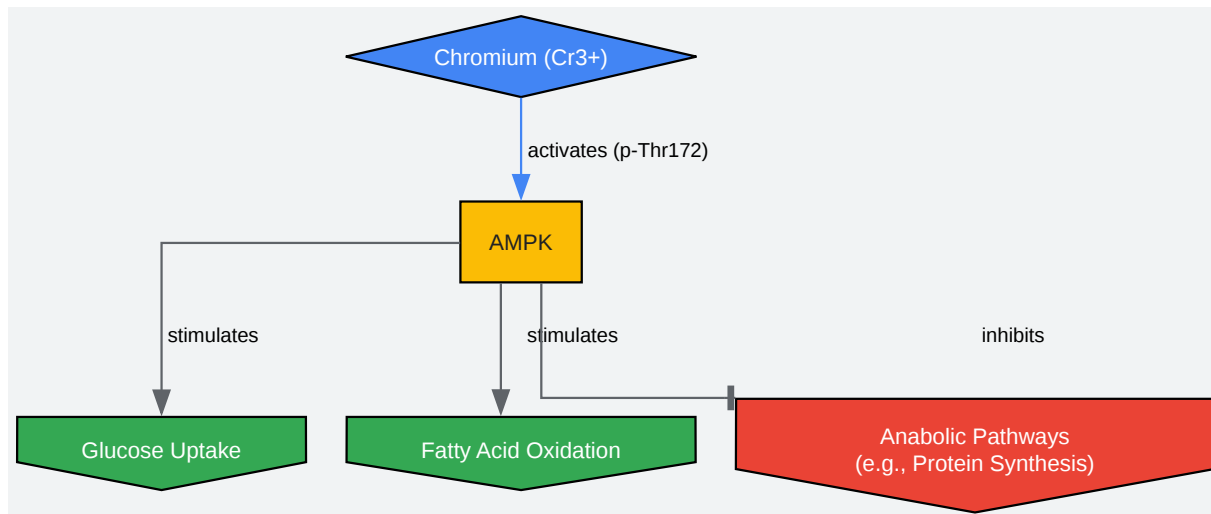 Chromium (Cr3+)
activates (p-Thr172)
AMPK
stimulates
stimulates
inhibits
Glucose Uptake
Fatty Acid Oxidation
Anabolic Pathways
(e.g., Protein Synthesis)